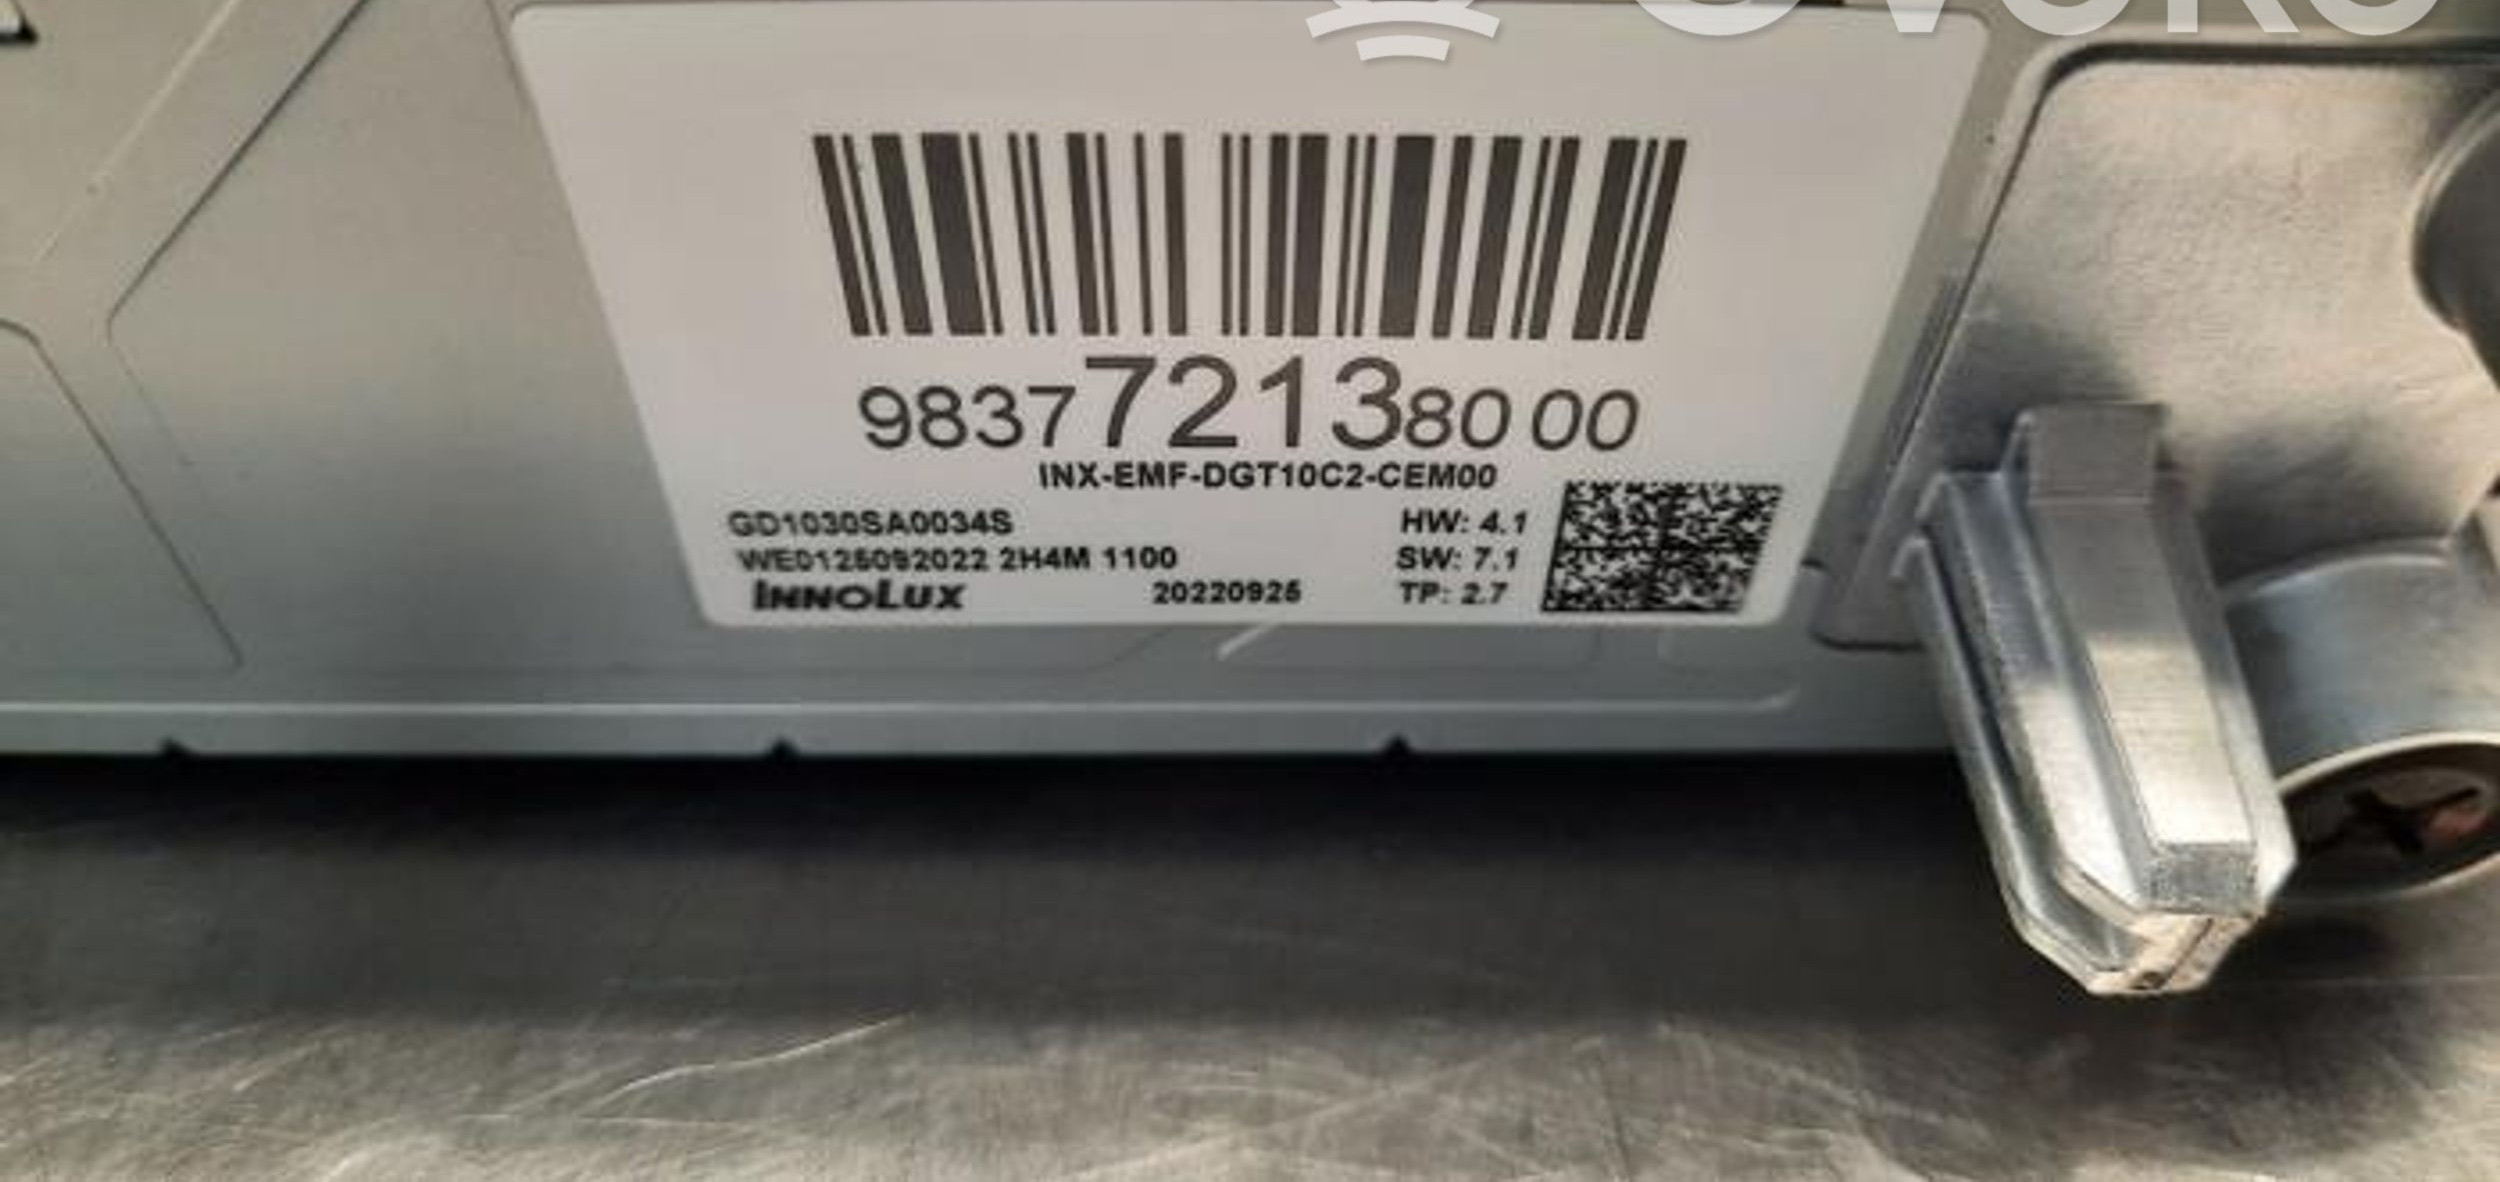 9837721380 00
INX-EMF-DGT10C2-CEM00
GD1030SA0034S
HW: 4.1
WE0125092022 2H4M 1100
SW: 7.1
INNOLUX
20220925
TP: 2.7